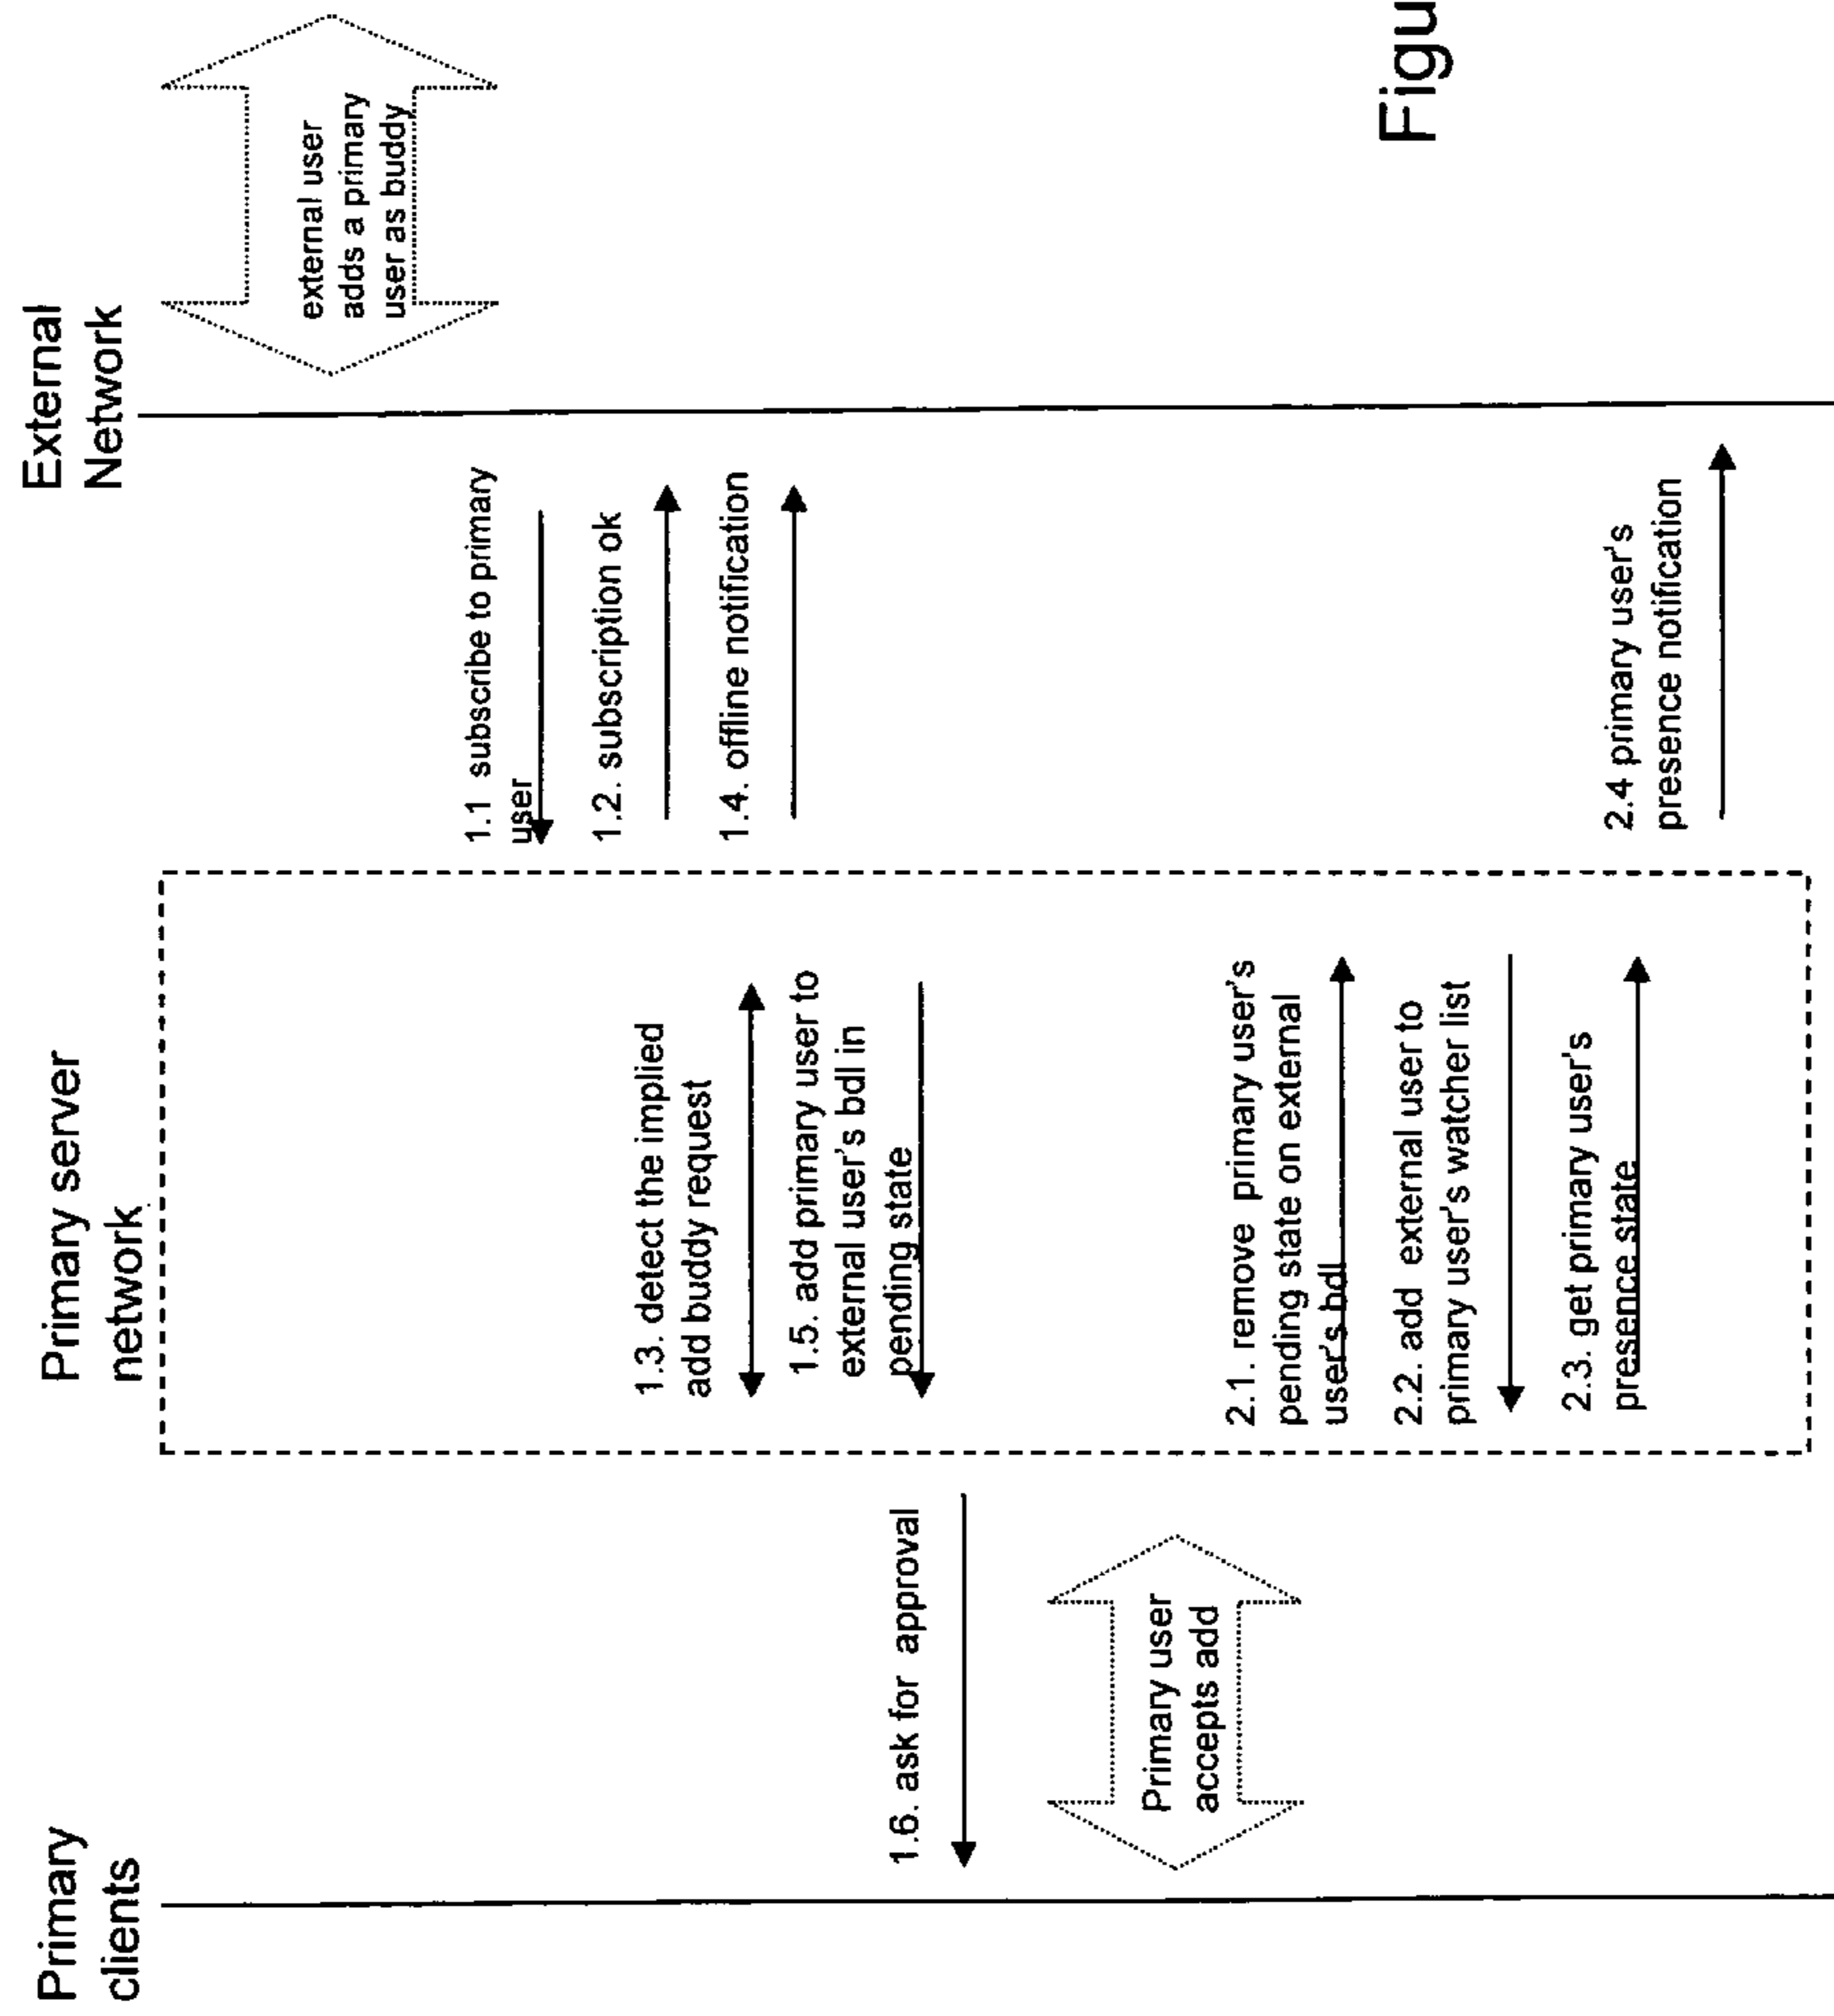 Primary
clients
Primary server
network
External
Network
external user
adds a primary
user as buddy
1.1 subscribe to primary
user
1.2. subscription ok
1.3. detect the implied
add buddy request
1.4. offline notification
1.5. add primary user to
external user's bdl in
pending state
1.6. ask for approval
Primary user
accepts add
2.1. remove primary user's
pending state on external
user's bdl
2.2. add external user to
primary user's watcher list
2.3. get primary user's
presence state
2.4 primary user's
presence notification
Figu